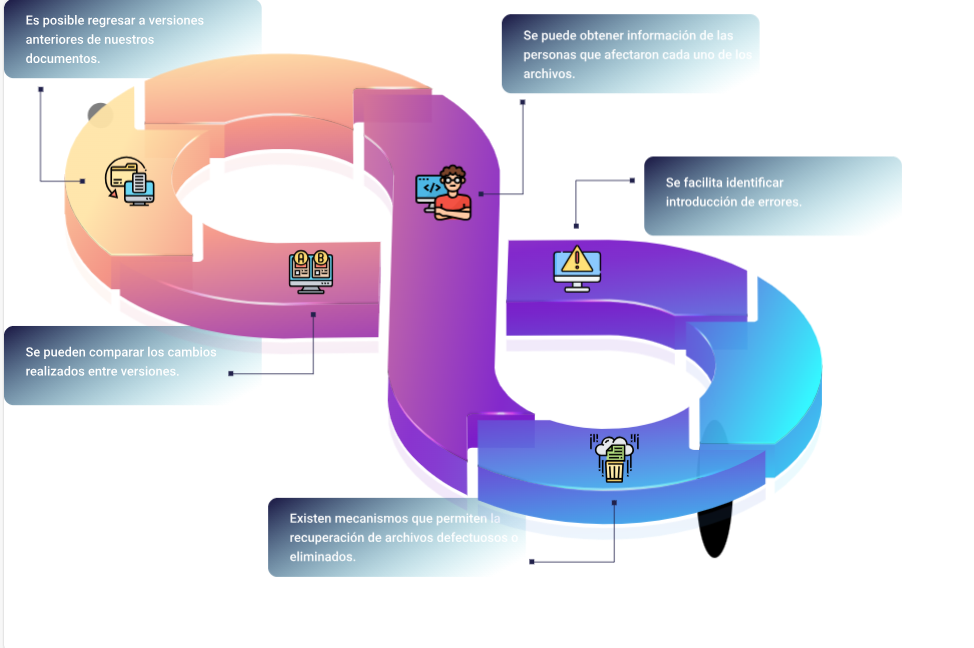 Es posible regresar a versiones
anteriores de nuestros
documentos.
Se puede obtener información de las
personas que afectaron cada uno de los
archivos.
</>
Se facilita identificar
introducción de errores.
A B
!
Se pueden comparar los cambios
realizados entre versiones.
Existen mecanismos que permiten la
recuperación de archivos defectuosos o
eliminados.